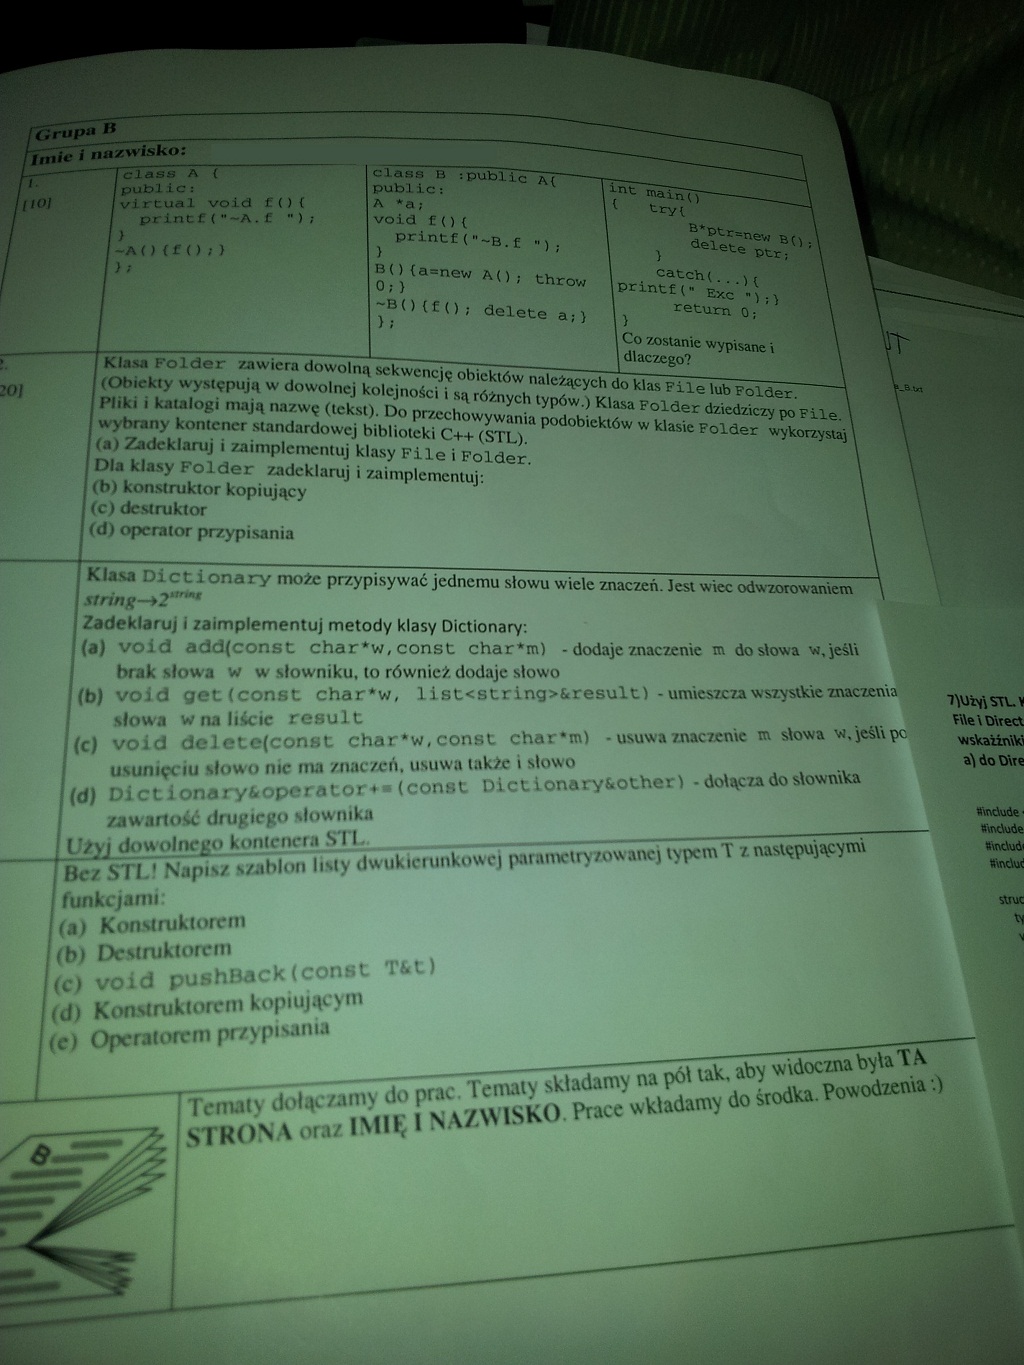 Grupa B
Imie i nazwisko:
1.
[10]
class A {
public:
virtual void f(){
printf("~A.f ");
}
~A(){f();}
};
class B :public A{
public:
A *a;
void f(){
printf("~B.f ");
}
B(){a=new A(); throw
0;}
~B(){f(); delete a;}
};
int main()
{ try{
B*ptr=new B();
delete ptr;
}
catch(...){
printf(" Exc ");}
return 0;
}
Co zostanie wypisane i
dlaczego?
2.
20]
Klasa Folder zawiera dowolną sekwencję obiektów należących do klas File lub Folder.
(Obiekty występują w dowolnej kolejności i są różnych typów.) Klasa Folder dziedziczy po File.
Pliki i katalogi mają nazwę (tekst). Do przechowywania podobiektów w klasie Folder wykorzystaj
wybrany kontener standardowej biblioteki C++ (STL).
(a) Zadeklaruj i zaimplementuj klasy File i Folder.
Dla klasy Folder zadeklaruj i zaimplementuj:
(b) konstruktor kopiujący
(c) destruktor
(d) operator przypisania
Klasa Dictionary może przypisywać jednemu słowu wiele znaczeń. Jest wiec odwzorowaniem
string→2^string
Zadeklaruj i zaimplementuj metody klasy Dictionary:
(a) void add(const char*w,const char*m) - dodaje znaczenie m do słowa w, jeśli
brak słowa w w słowniku, to również dodaje słowo
(b) void get(const char*w, list<string>&result) - umieszcza wszystkie znaczenia
słowa w na liście result
(c) void delete(const char*w,const char*m) - usuwa znaczenie m słowa w, jeśli po
usunięciu słowo nie ma znaczeń, usuwa także i słowo
(d) Dictionary&operator+=(const Dictionary&other) - dołącza do słownika
zawartość drugiego słownika
Użyj dowolnego kontenera STL.
Bez STL! Napisz szablon listy dwukierunkowej parametryzowanej typem T z następującymi
funkcjami:
(a) Konstruktorem
(b) Destruktorem
(c) void pushBack(const T&t)
(d) Konstruktorem kopiującym
(e) Operatorem przypisania
B
Tematy dołączamy do prac. Tematy składamy na pół tak, aby widoczna była TA
STRONA oraz IMIĘ I NAZWISKO. Prace wkładamy do środka. Powodzenia :)
_B.txt
7)Użyj STL. K
File i Direct
wskaźniki
a) do Dire
#include
#include
#include
#includ
struc
ty
v